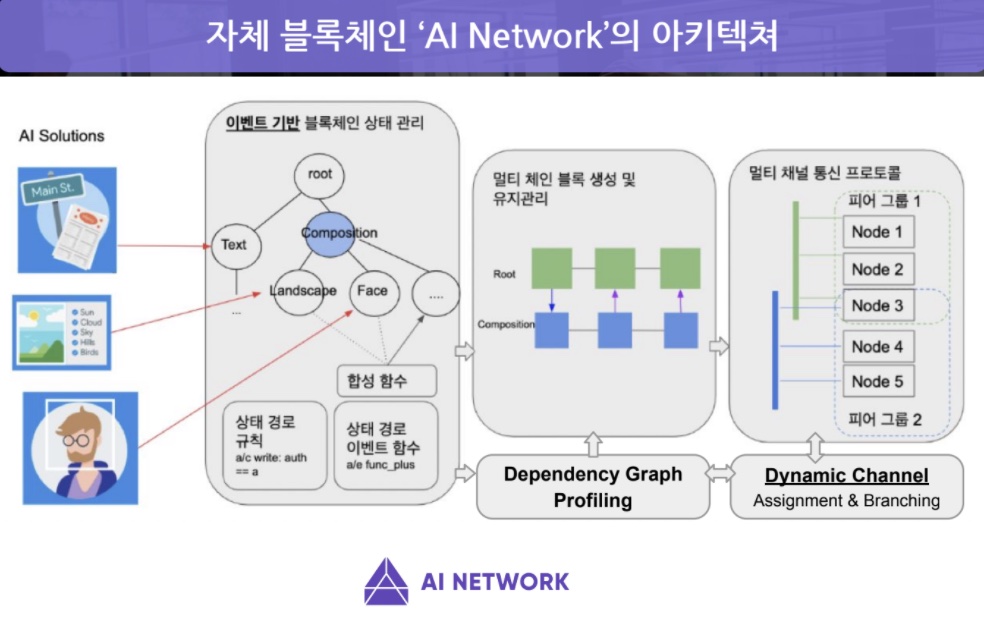 자체 블록체인 ‘AI Network’의 아키텍쳐
AI Solutions
Main St.
Sun
Cloud
Sky
Hills
Birds
이벤트 기반 블록체인 상태 관리
root
Text
Composition
...
Landscape
Face
....
합성 함수
상태 경로
규칙
a/c write: auth
== a
상태 경로
이벤트 함수
a/e func_plus
멀티 체인 블록 생성 및
유지관리
Root
Composition
Dependency Graph
Profiling
멀티 채널 통신 프로토콜
피어 그룹 1
Node 1
Node 2
Node 3
Node 4
Node 5
피어 그룹 2
Dynamic Channel
Assignment & Branching
AI NETWORK